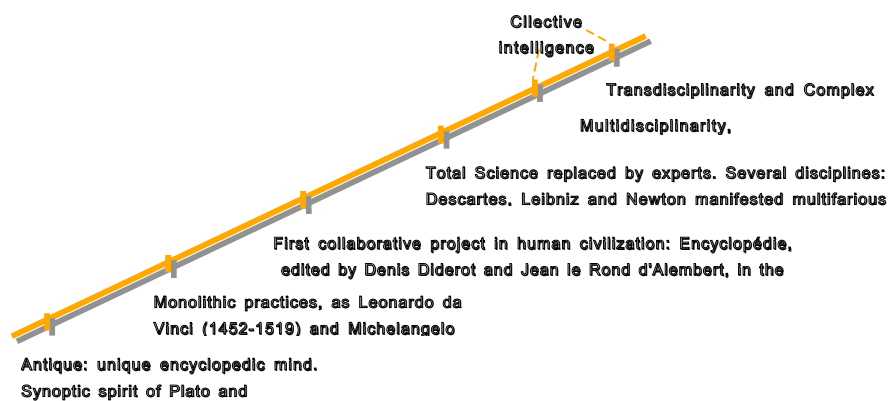 Cllective
intelligence
Transdisciplinarity and Complex
Multidisciplinarity,
Total Science replaced by experts. Several disciplines:
Descartes, Leibniz and Newton manifested multifarious
First collaborative project in human civilization: Encyclopédie,
edited by Denis Diderot and Jean le Rond d'Alembert, in the
Monolithic practices, as Leonardo da
Vinci (1452-1519) and Michelangelo
Antique: unique encyclopedic mind.
Synoptic spirit of Plato and